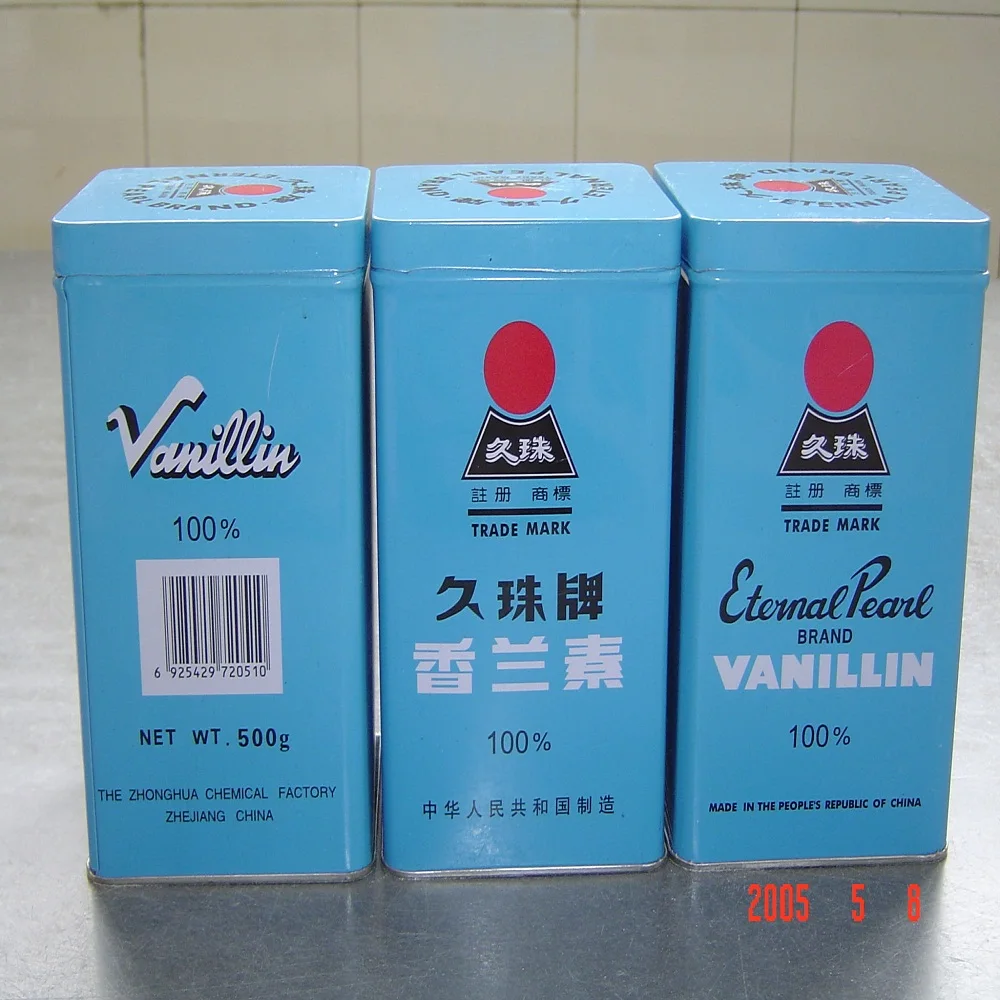 Vanillin
100%
6 925429 720510
NET WT. 500g
THE ZHONGHUA CHEMICAL FACTORY
ZHEJIANG CHINA
久珠
註册 商標
TRADE MARK
久珠牌
香兰素
100%
中华人民共和国制造
久珠
註册 商標
TRADE MARK
Eternal Pearl
BRAND
VANILLIN
100%
MADE IN THE PEOPLE'S REPUBLIC OF CHINA
2005 5 8